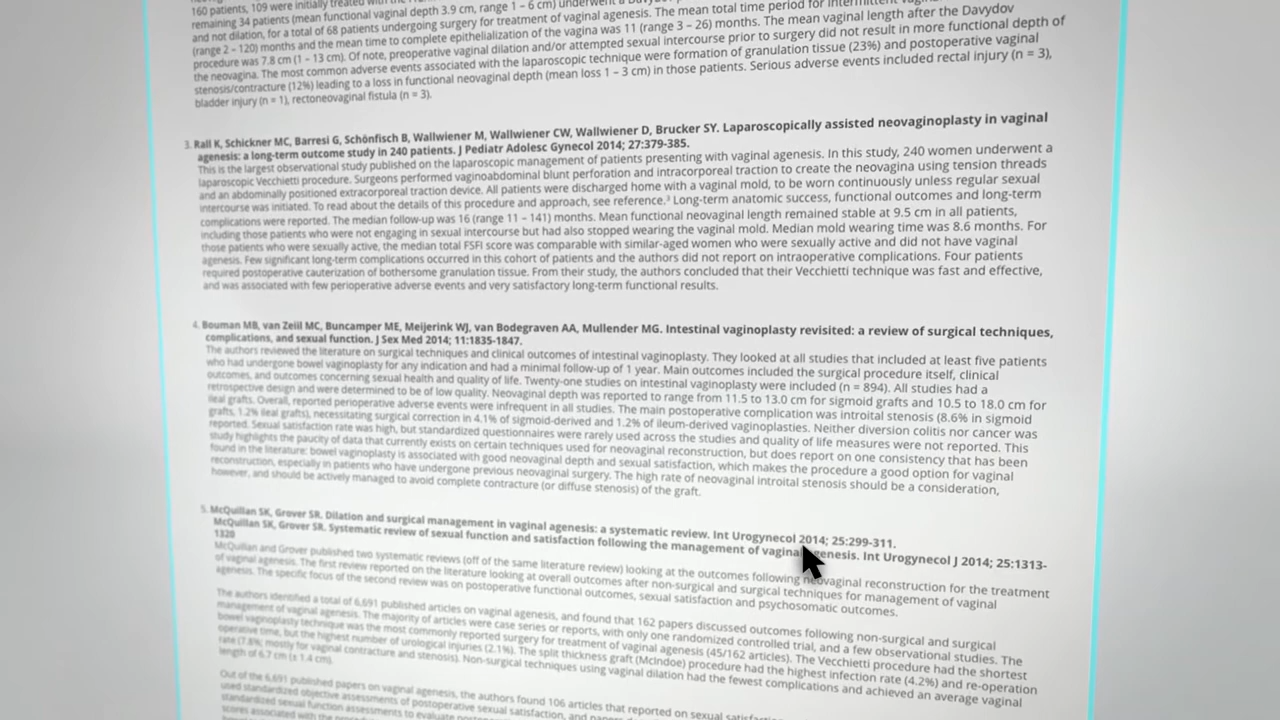 160 patients, 109 were initially treated with the
remaining 34 patients (mean functional vaginal depth 3.9 cm, range 1 – 6 cm) underwent a Davydov
and not dilation, for a total of 68 patients undergoing surgery for treatment of vaginal agenesis. The mean total time period for intermittent
(range 2 – 120) months and the mean time to complete epithelialization of the vagina was 11 (range 3 – 26) months. The mean vaginal length after the Davydov
procedure was 7.8 cm (1 – 13 cm). Of note, preoperative vaginal dilation and/or attempted sexual intercourse prior to surgery did not result in more functional depth of
the neovagina. The most common adverse events associated with the laparoscopic technique were formation of granulation tissue (23%) and postoperative vaginal
stenosis/contracture (12%) leading to a loss in functional neovaginal depth (mean loss 1 – 3 cm) in those patients. Serious adverse events included rectal injury (n = 3),
bladder injury (n = 1), rectoneovaginal fistula (n = 3).
3. Rall K, Schickner MC, Barresi G, Schönfisch B, Wallwiener M, Wallwiener CW, Wallwiener D, Brucker SY. Laparoscopically assisted neovaginoplasty in vaginal
agenesis: a long-term outcome study in 240 patients. J Pediatr Adolesc Gynecol 2014; 27:379-385.
This is the largest observational study published on the laparoscopic management of patients presenting with vaginal agenesis. In this study, 240 women underwent a
laparoscopic Vecchietti procedure. Surgeons performed vaginoabdominal blunt perforation and intracorporeal traction to create the neovagina using tension threads
and an abdominally positioned extracorporeal traction device. All patients were discharged home with a vaginal mold, to be worn continuously unless regular sexual
intercourse was initiated. To read about the details of this procedure and approach, see reference.³ Long-term anatomic success, functional outcomes and long-term
complications were reported. The median follow-up was 16 (range 11 – 141) months. Mean functional neovaginal length remained stable at 9.5 cm in all patients,
including those patients who were not engaging in sexual intercourse but had also stopped wearing the vaginal mold. Median mold wearing time was 8.6 months. For
those patients who were sexually active, the median total FSFI score was comparable with similar-aged women who were sexually active and did not have vaginal
agenesis. Few significant long-term complications occurred in this cohort of patients and the authors did not report on intraoperative complications. Four patients
required postoperative cauterization of bothersome granulation tissue. From their study, the authors concluded that their Vecchietti technique was fast and effective,
and was associated with few perioperative adverse events and very satisfactory long-term functional results.
4. Bouman MB, van Zeijl MC, Buncamper ME, Meijerink WJ, van Bodegraven AA, Mullender MG. Intestinal vaginoplasty revisited: a review of surgical techniques,
complications, and sexual function. J Sex Med 2014; 11:1835-1847.
The authors reviewed the literature on surgical techniques and clinical outcomes of intestinal vaginoplasty. They looked at all studies that included at least five patients
who had undergone bowel vaginoplasty for any indication and had a minimal follow-up of 1 year. Main outcomes included the surgical procedure itself, clinical
outcomes, and outcomes concerning sexual health and quality of life. Twenty-one studies on intestinal vaginoplasty were included (n = 894). All studies had a
retrospective design and were determined to be of low quality. Neovaginal depth was reported to range from 11.5 to 13.0 cm for sigmoid grafts and 10.5 to 18.0 cm for
ileal grafts. Overall, reported perioperative adverse events were infrequent in all studies. The main postoperative complication was introital stenosis (8.6% in sigmoid
grafts, 1.2% ileal grafts), necessitating surgical correction in 4.1% of sigmoid-derived and 1.2% of ileum-derived vaginoplasties. Neither diversion colitis nor cancer was
reported. Sexual satisfaction rate was high, but standardized questionnaires were rarely used across the studies and quality of life measures were not reported. This
study highlights the paucity of data that currently exists on certain techniques used for neovaginal reconstruction, but does report on one consistency that has been
found in the literature: bowel vaginoplasty is associated with good neovaginal depth and sexual satisfaction, which makes the procedure a good option for vaginal
reconstruction, especially in patients who have undergone previous neovaginal surgery. The high rate of neovaginal introital stenosis should be a consideration,
however, and should be actively managed to avoid complete contracture (or diffuse stenosis) of the graft.
5. McQuillan SK, Grover SR. Dilation and surgical management in vaginal agenesis: a systematic review. Int Urogynecol 2014; 25:299-311.
McQuillan SK, Grover SR. Systematic review of sexual function and satisfaction following the management of vaginal agenesis. Int Urogynecol J 2014; 25:1313-
1320
McQuillan and Grover published two systematic reviews (off of the same literature review) looking at the outcomes following neovaginal reconstruction for the treatment
of vaginal agenesis. The first review reported on the literature looking at overall outcomes after non-surgical and surgical techniques for management of vaginal
agenesis. The specific focus of the second review was on postoperative functional outcomes, sexual satisfaction and psychosomatic outcomes.
The authors identified a total of 6,691 published articles on vaginal agenesis, and found that 162 papers discussed outcomes following non-surgical and surgical
management of vaginal agenesis. The majority of articles were case series or reports, with only one randomized controlled trial, and a few observational studies. The
bowel vaginoplasty technique was the most commonly reported surgery for treatment of vaginal agenesis (45/162 articles). The Vecchietti procedure had the shortest
operative time, but the highest number of urological injuries (2.1%). The split thickness graft (McIndoe) procedure had the highest infection rate (4.2%) and re-operation
rate (7.8%; mostly for vaginal contracture and stenosis). Non-surgical techniques using vaginal dilation had the fewest complications and achieved an average vaginal
length of 6.7 cm (± 1.4 cm).
Out of the 6,691 published papers on vaginal agenesis, the authors found 106 articles that reported on sexual
used standardized objective assessments of postoperative sexual satisfaction, and
standardized sexual function assessments to evaluate
scores associated with the